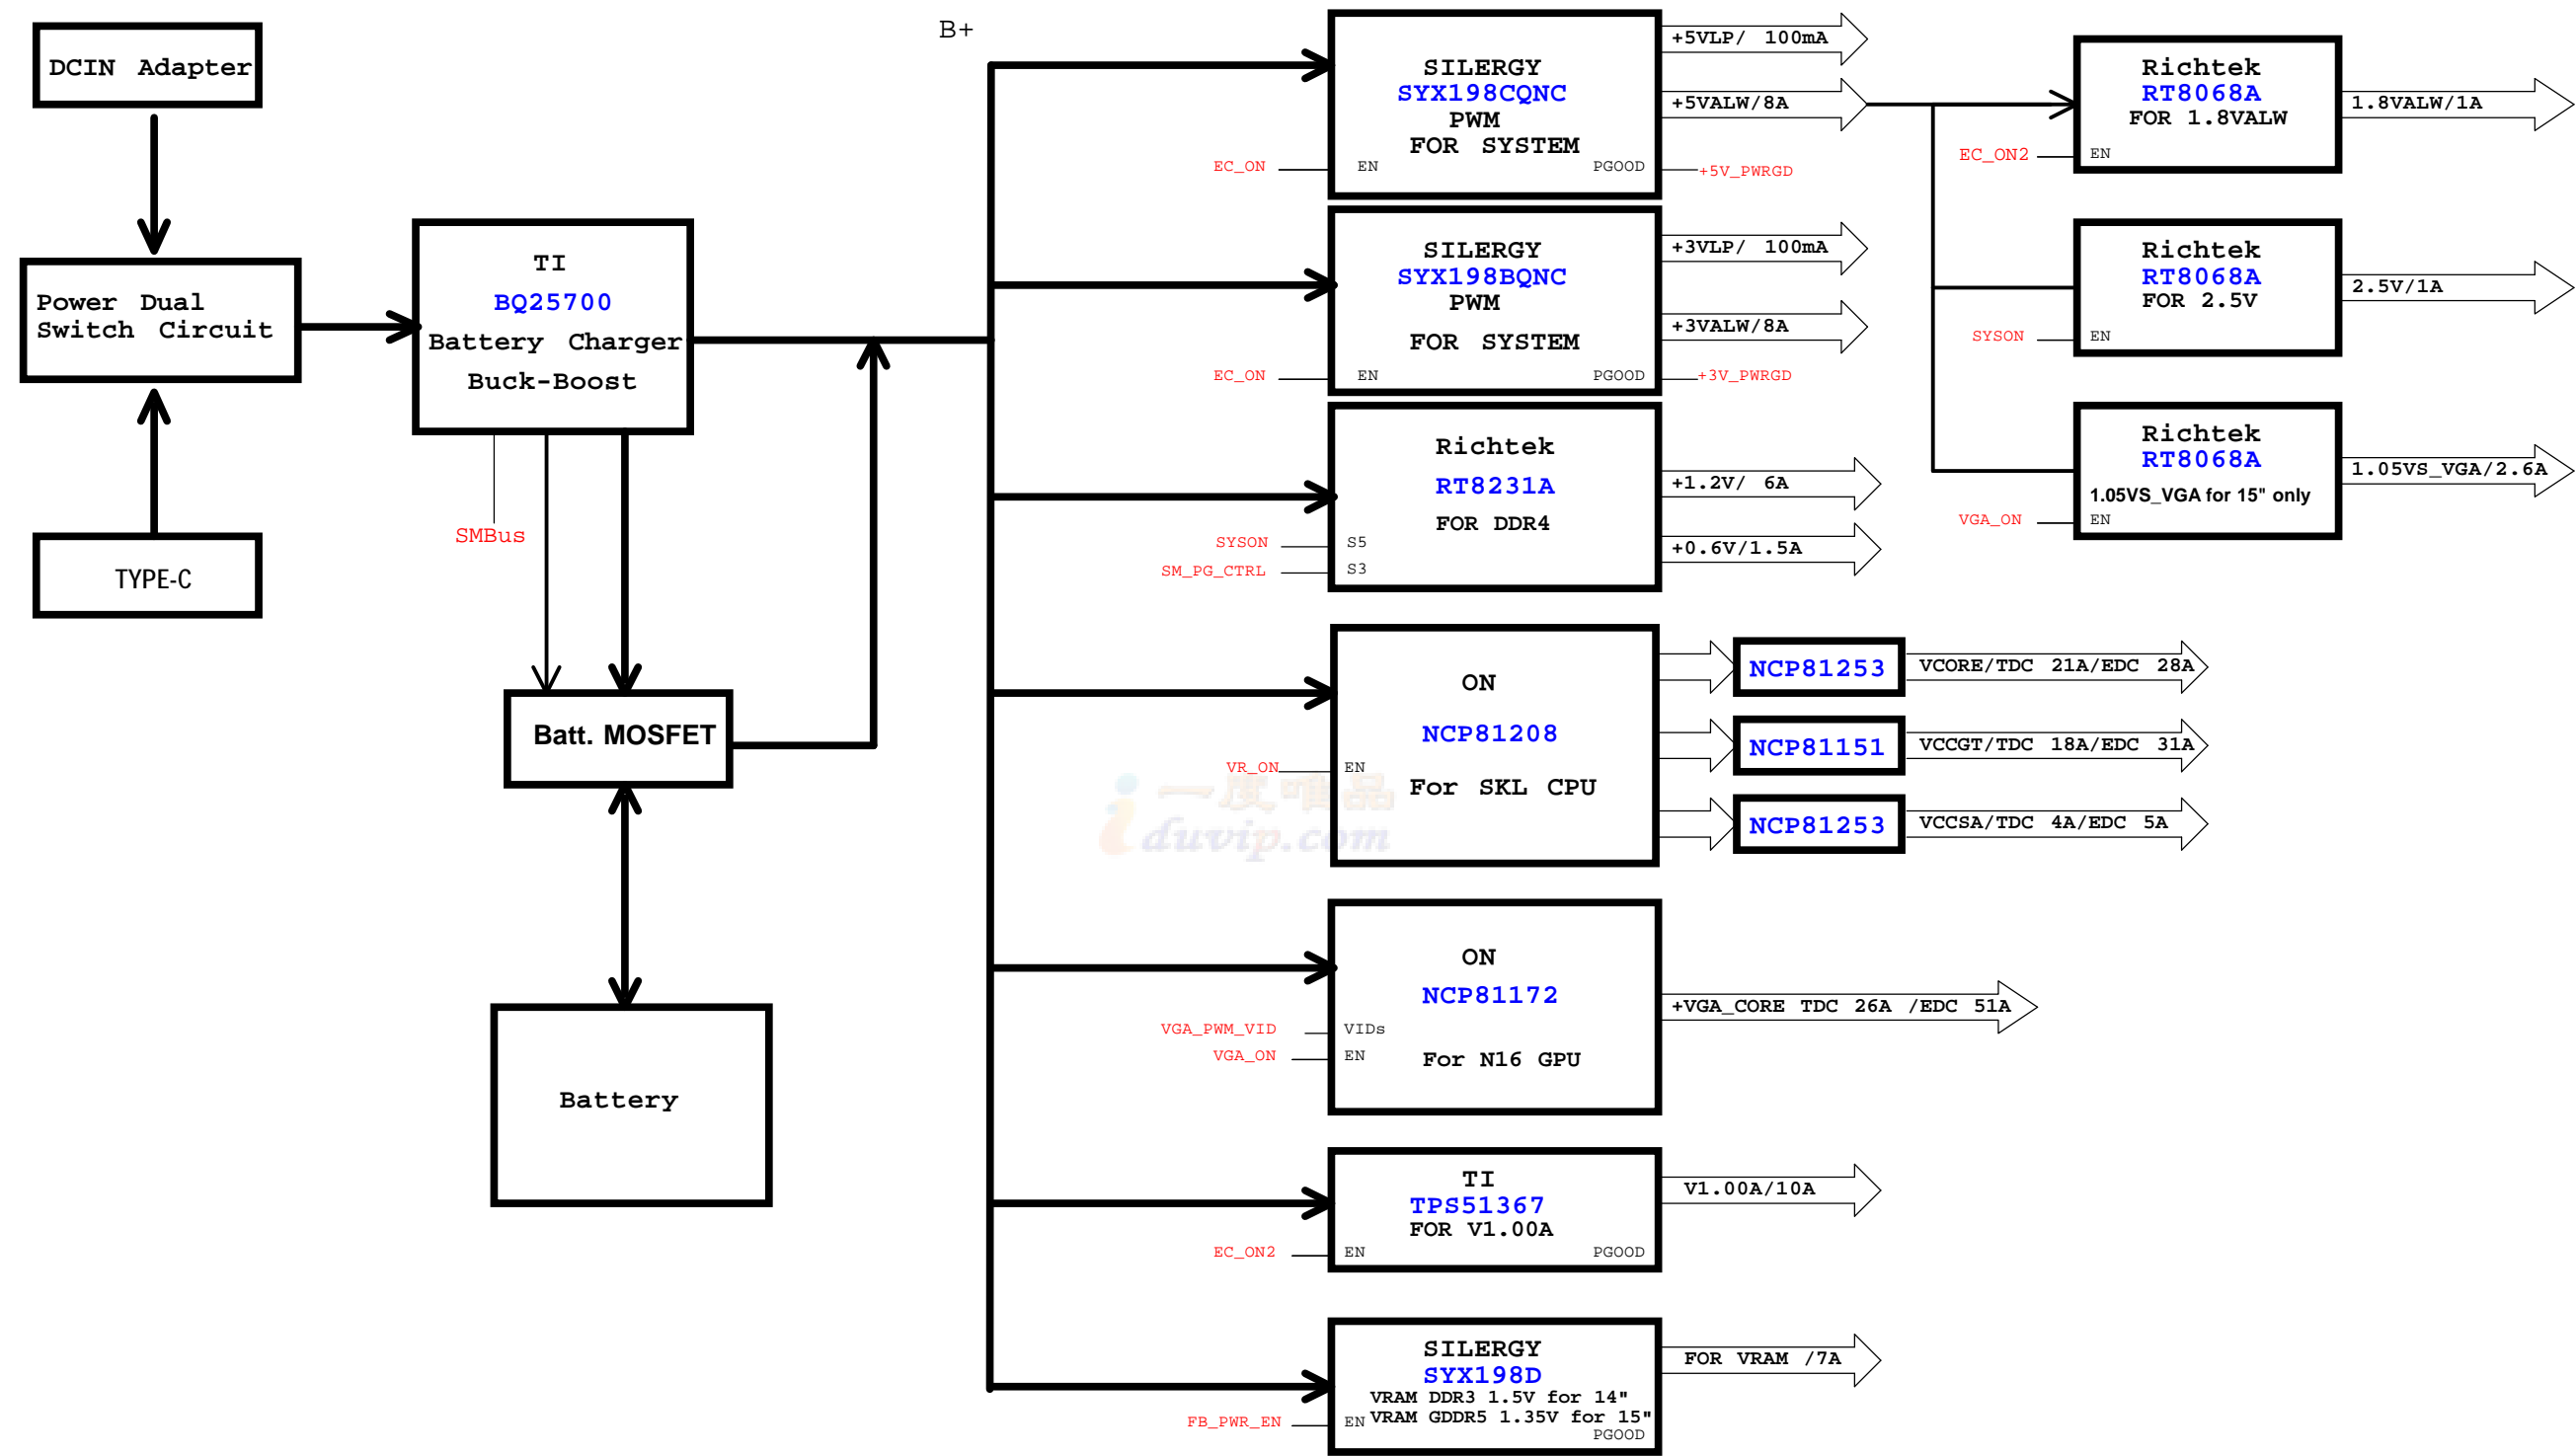 B+
DCIN Adapter
Power Dual
Switch Circuit
TYPE-C
TI
BQ25700
Battery Charger
Buck-Boost
SMBus
Batt. MOSFET
Battery
SILERGY
SYX198CQNC
PWM
FOR SYSTEM
EC_ON
EN
PGOOD
+5VLP/ 100mA
+5VALW/8A
+5V_PWRGD
SILERGY
SYX198BQNC
PWM
FOR SYSTEM
EC_ON
EN
PGOOD
+3VLP/ 100mA
+3VALW/8A
+3V_PWRGD
Richtek
RT8231A
FOR DDR4
SYSON
S5
SM_PG_CTRL
S3
+1.2V/ 6A
+0.6V/1.5A
Richtek
RT8068A
FOR 1.8VALW
EC_ON2
EN
1.8VALW/1A
Richtek
RT8068A
FOR 2.5V
SYSON
EN
2.5V/1A
Richtek
RT8068A
1.05VS_VGA for 15" only
VGA_ON
EN
1.05VS_VGA/2.6A
ON
NCP81208
For SKL CPU
VR_ON
EN
NCP81253
VCORE/TDC 21A/EDC 28A
NCP81151
VCCGT/TDC 18A/EDC 31A
NCP81253
VCCSA/TDC 4A/EDC 5A
一度唯品
iduvip.com
ON
NCP81172
For N16 GPU
VGA_PWM_VID
VIDs
VGA_ON
EN
+VGA_CORE TDC 26A /EDC 51A
TI
TPS51367
FOR V1.00A
EC_ON2
EN
PGOOD
V1.00A/10A
SILERGY
SYX198D
VRAM DDR3 1.5V for 14"
VRAM GDDR5 1.35V for 15"
FB_PWR_EN
EN
PGOOD
FOR VRAM /7A